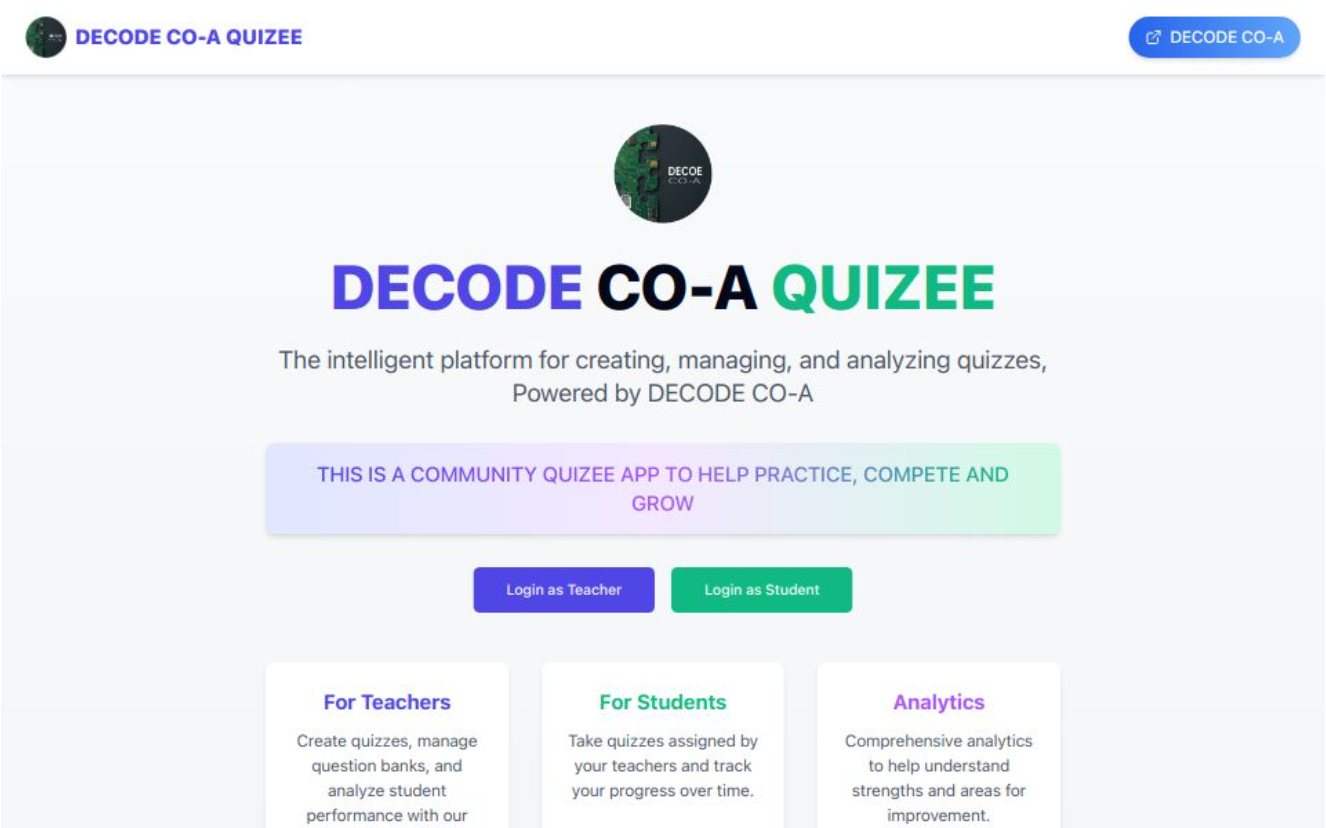 DECODE CO-A QUIZEE
DECODE CO-A
DECOE
CO-A
DECODE CO-A QUIZEE
The intelligent platform for creating, managing, and analyzing quizzes,
Powered by DECODE CO-A
THIS IS A COMMUNITY QUIZEE APP TO HELP PRACTICE, COMPETE AND
GROW
Login as Teacher
Login as Student
For Teachers
Create quizzes, manage
question banks, and
analyze student
performance with our
For Students
Take quizzes assigned by
your teachers and track
your progress over time.
Analytics
Comprehensive analytics
to help understand
strengths and areas for
improvement.